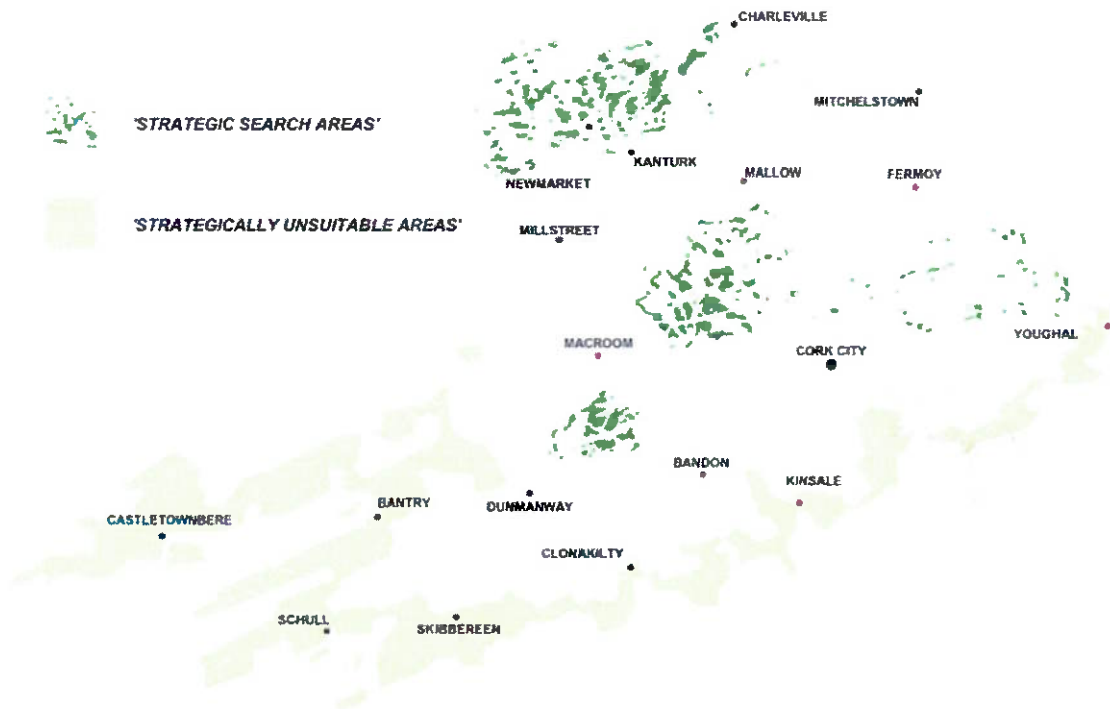 CHARLEVILLE
MITCHELSTOWN
'STRATEGIC SEARCH AREAS'
KANTURK
MALLOW
FERMOY
NEWMARKET
'STRATEGICALLY UNSUITABLE AREAS'
MILLSTREET
YOUGHAL
MACROOM
CORK CITY
BANDON
KINSALE
BANTRY
DUNMANWAY
CASTLETOWNBERE
CLONAKILTY
SCHULL
SKIBBEREEN